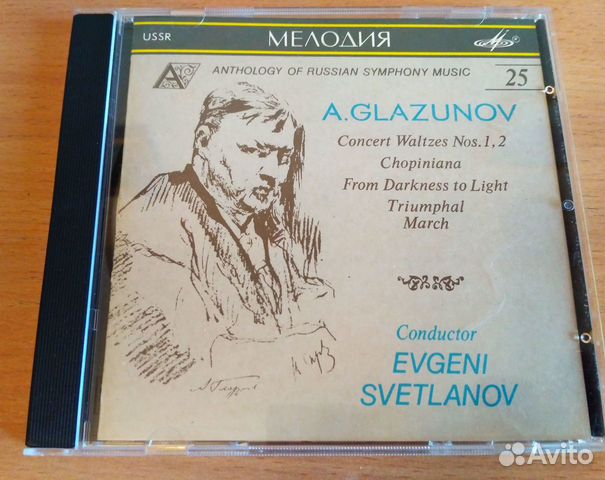 USSR МЕЛОДИЯ
ANTHOLOGY OF RUSSIAN SYMPHONY MUSIC 25
A.GLAZUNOV
Concert Waltzes Nos.1,2
Chopiniana
From Darkness to Light
Triumphal
March
Conductor
EVGENI
SVETLANOV
Avito